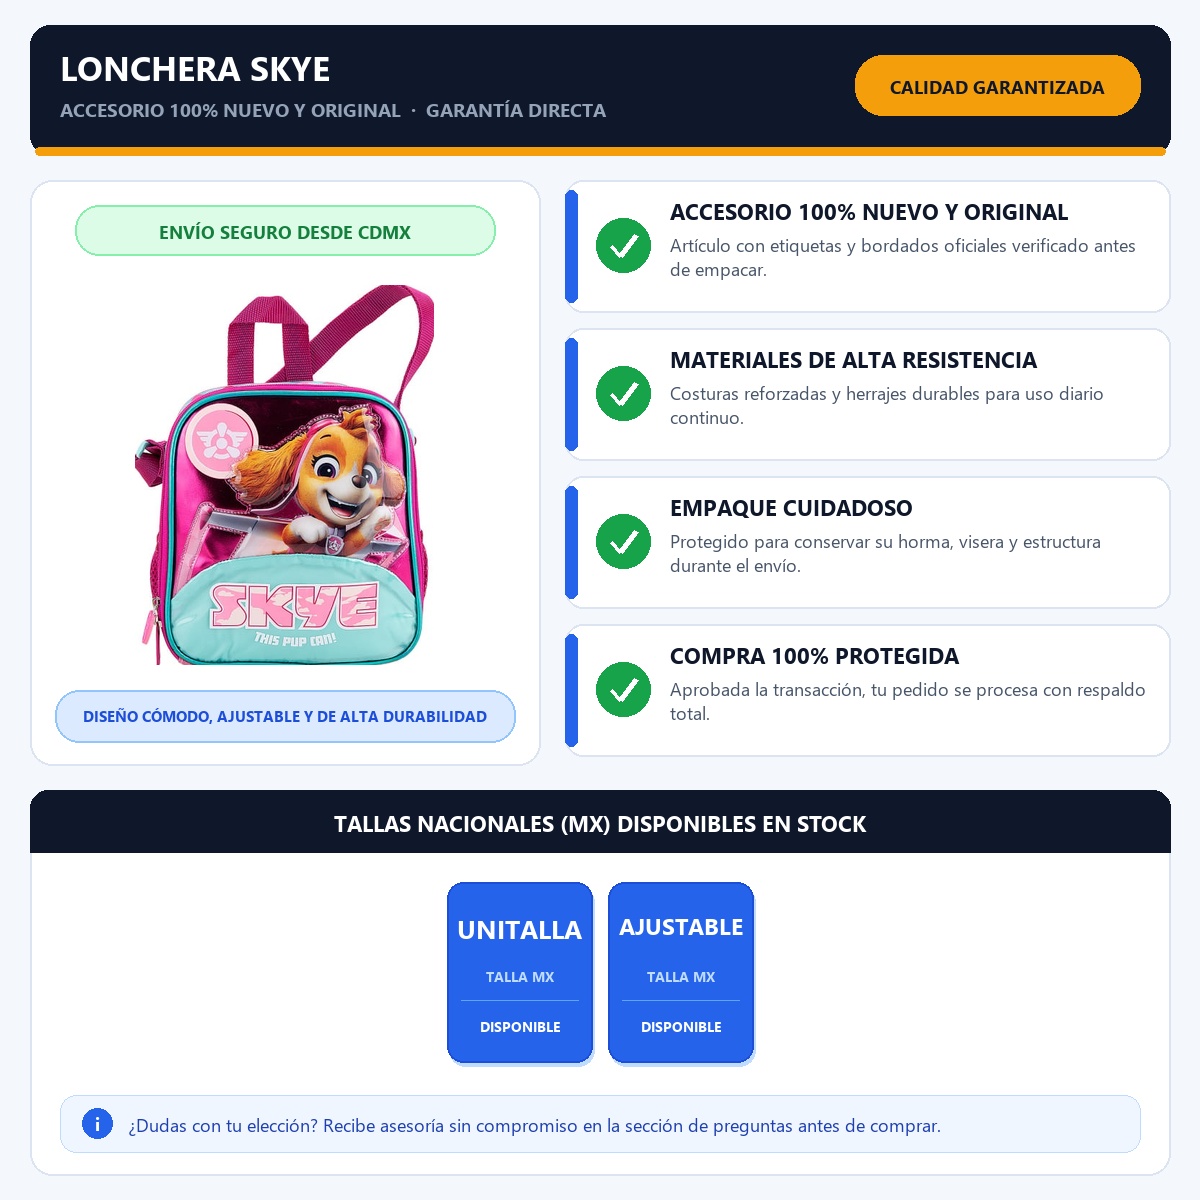 LONCHERA SKYE
ACCESORIO 100% NUEVO Y ORIGINAL · GARANTÍA DIRECTA
CALIDAD GARANTIZADA
ENVÍO SEGURO DESDE CDMX
SKYE
THIS PUP CAN!
DISEÑO CÓMODO, AJUSTABLE Y DE ALTA DURABILIDAD
ACCESORIO 100% NUEVO Y ORIGINAL
Artículo con etiquetas y bordados oficiales verificado antes
de empacar.
MATERIALES DE ALTA RESISTENCIA
Costuras reforzadas y herrajes durables para uso diario
continuo.
EMPAQUE CUIDADOSO
Protegido para conservar su horma, visera y estructura
durante el envío.
COMPRA 100% PROTEGIDA
Aprobada la transacción, tu pedido se procesa con respaldo
total.
TALLAS NACIONALES (MX) DISPONIBLES EN STOCK
UNITALLA
TALLA MX
DISPONIBLE
AJUSTABLE
TALLA MX
DISPONIBLE
¿Dudas con tu elección? Recibe asesoría sin compromiso en la sección de preguntas antes de comprar.